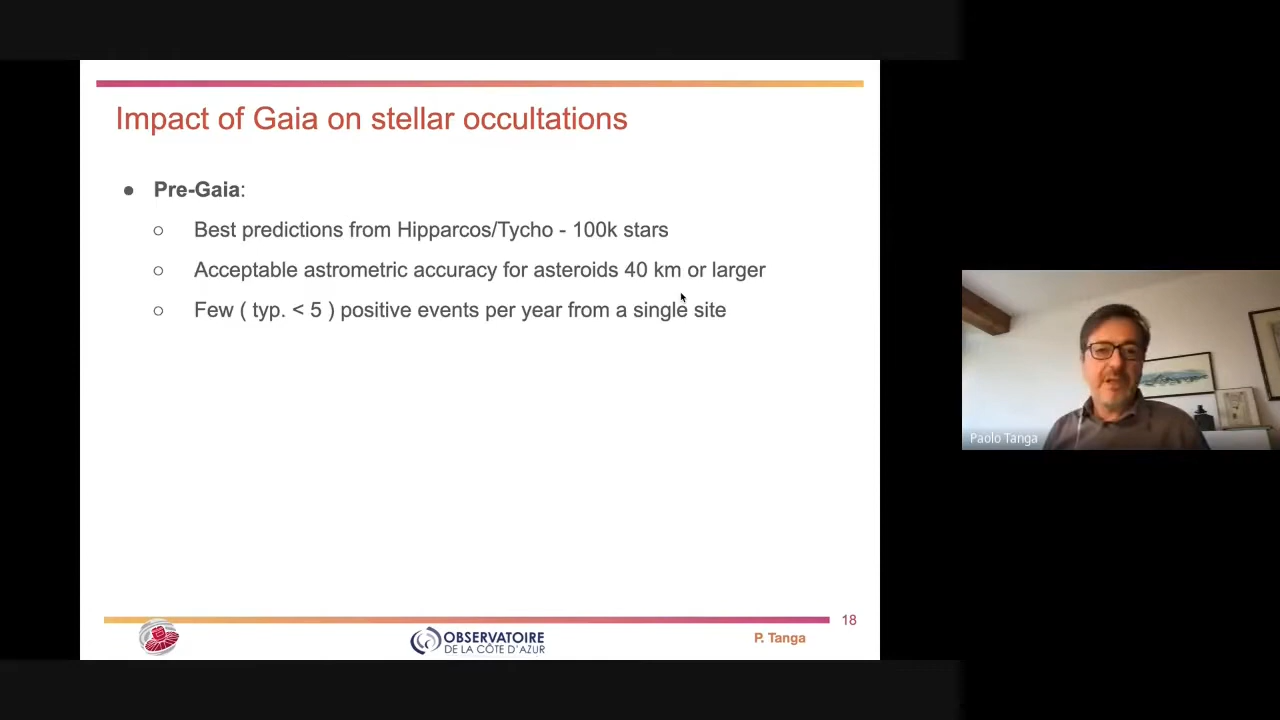 Impact of Gaia on stellar occultations
● Pre-Gaia:
○ Best predictions from Hipparcos/Tycho - 100k stars
○ Acceptable astrometric accuracy for asteroids 40 km or larger
○ Few ( typ. < 5 ) positive events per year from a single site
18
OBSERVATOIRE
DE LA CÔTE D'AZUR
P. Tanga
Paolo Tanga